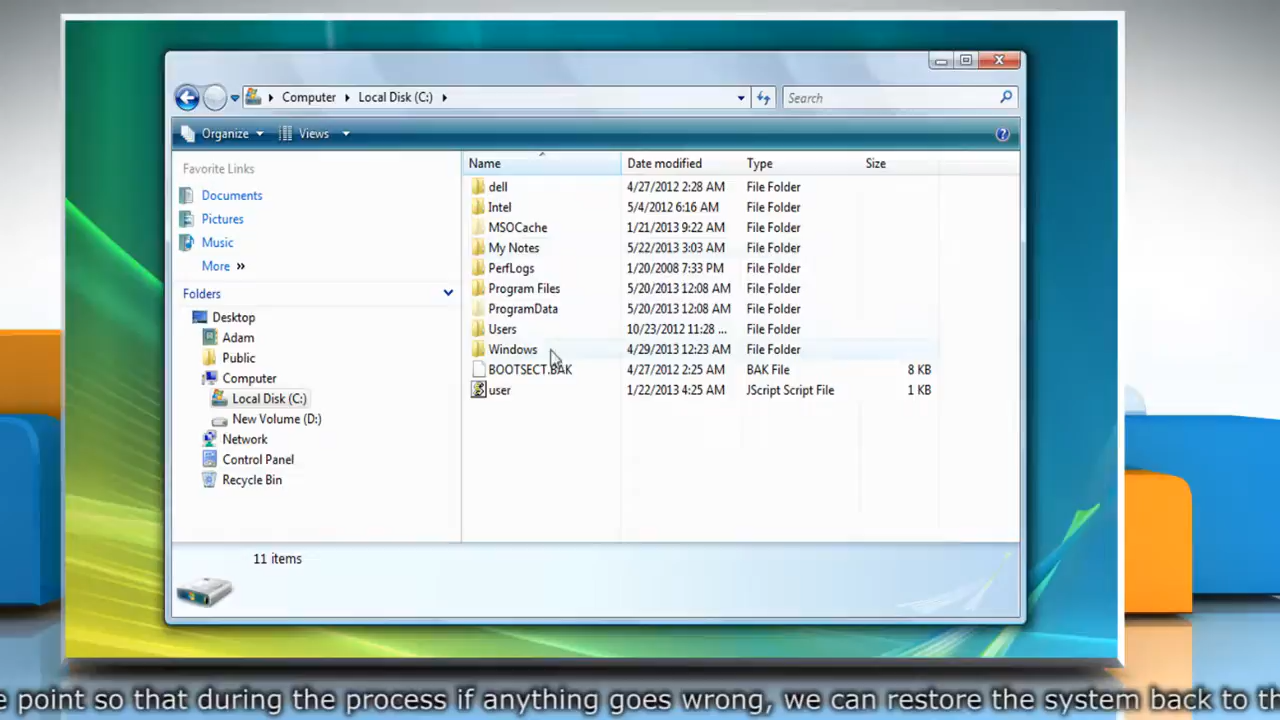 Computer Local Disk (C:) Search
Organize Views
Favorite Links
Documents
Pictures
Music
More »
Folders
Desktop
Adam
Public
Computer
Local Disk (C:)
New Volume (D:)
Network
Control Panel
Recycle Bin
Name Date modified Type Size
dell 4/27/2012 2:28 AM File Folder
Intel 5/4/2012 6:16 AM File Folder
MSOCache 1/21/2013 9:22 AM File Folder
My Notes 5/22/2013 3:03 AM File Folder
PerfLogs 1/20/2008 7:33 PM File Folder
Program Files 5/20/2013 12:08 AM File Folder
ProgramData 5/20/2013 12:08 AM File Folder
Users 10/23/2012 11:28 ... File Folder
Windows 4/29/2013 12:23 AM File Folder
BOOTSECT.BAK 4/27/2012 2:25 AM BAK File 8 KB
user 1/22/2013 4:25 AM JScript Script File 1 KB
11 items
e point so that during the process if anything goes wrong, we can restore the system back to th